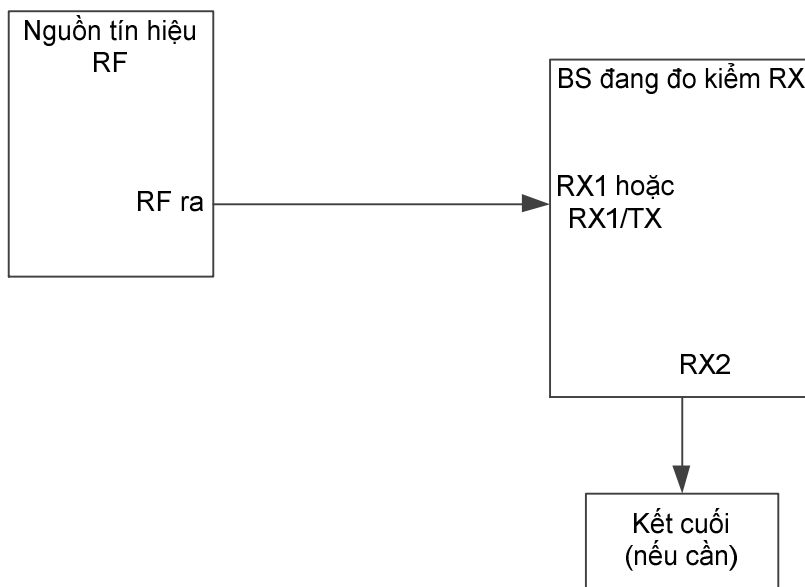 Nguồn tín hiệu
RF
RF ra
BS đang đo kiểm RX
RX1 hoặc
RX1/TX
RX2
Kết cuối
(nếu cần)